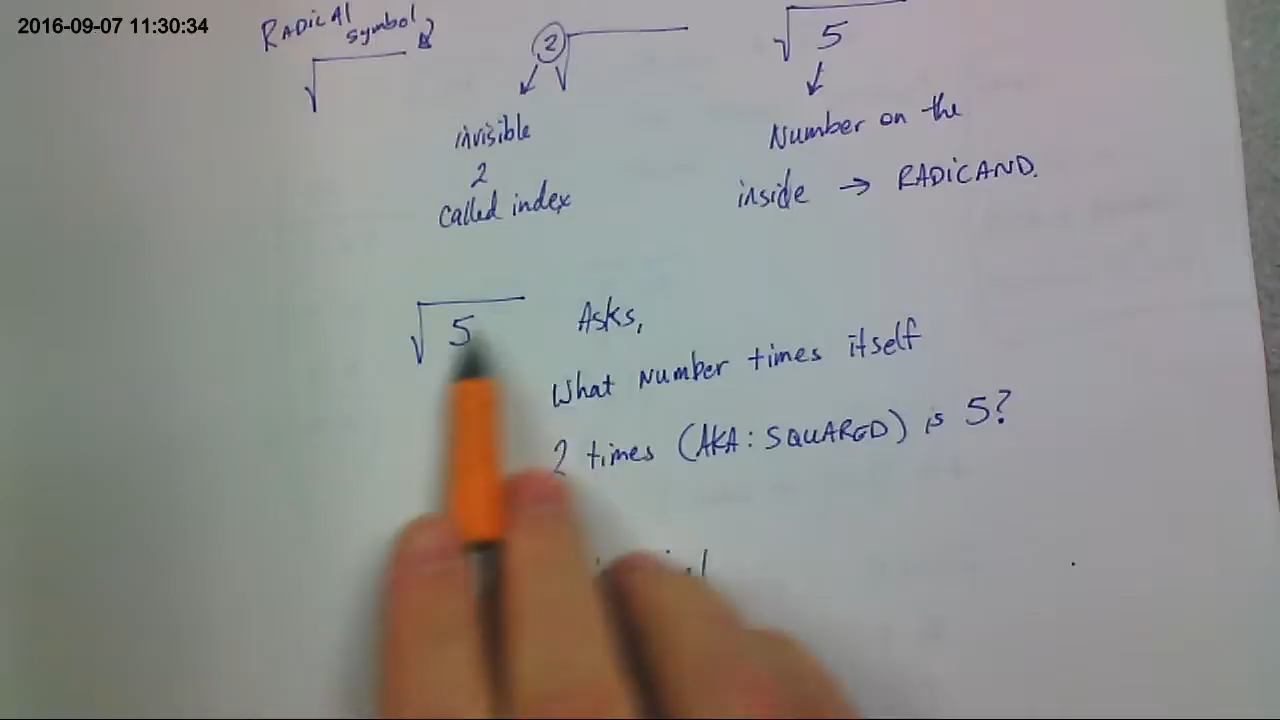 2016-09-07 11:30:34
RADICAL
symbol
2
5
invisible
2
called index
Number on the
inside → RADICAND.
√5 Asks,
What number times itself
2 times (AKA: SQUARED) is 5?